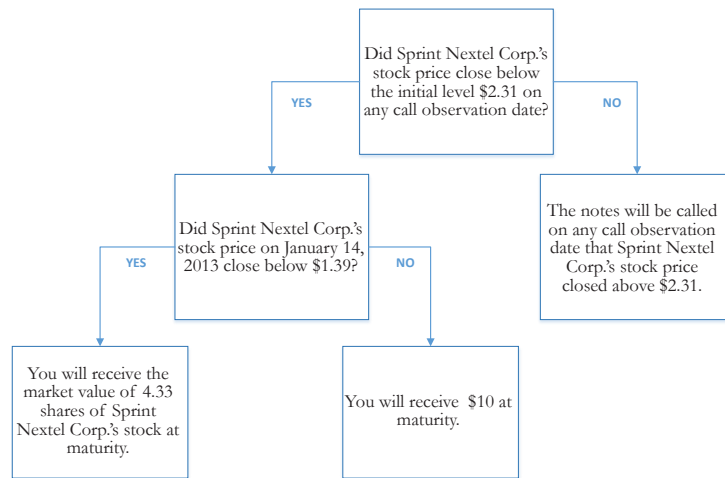 Did Sprint Nextel Corp.'s
stock price close below
the initial level $2.31 on
any call observation date?
YES
NO
Did Sprint Nextel Corp.'s
stock price on January 14,
2013 close below $1.39?
The notes will be called
on any call observation
date that Sprint Nextel
Corp.'s stock price
closed above $2.31.
YES
NO
You will receive the
market value of 4.33
shares of Sprint
Nextel Corp.'s stock at
maturity.
You will receive $10 at
maturity.